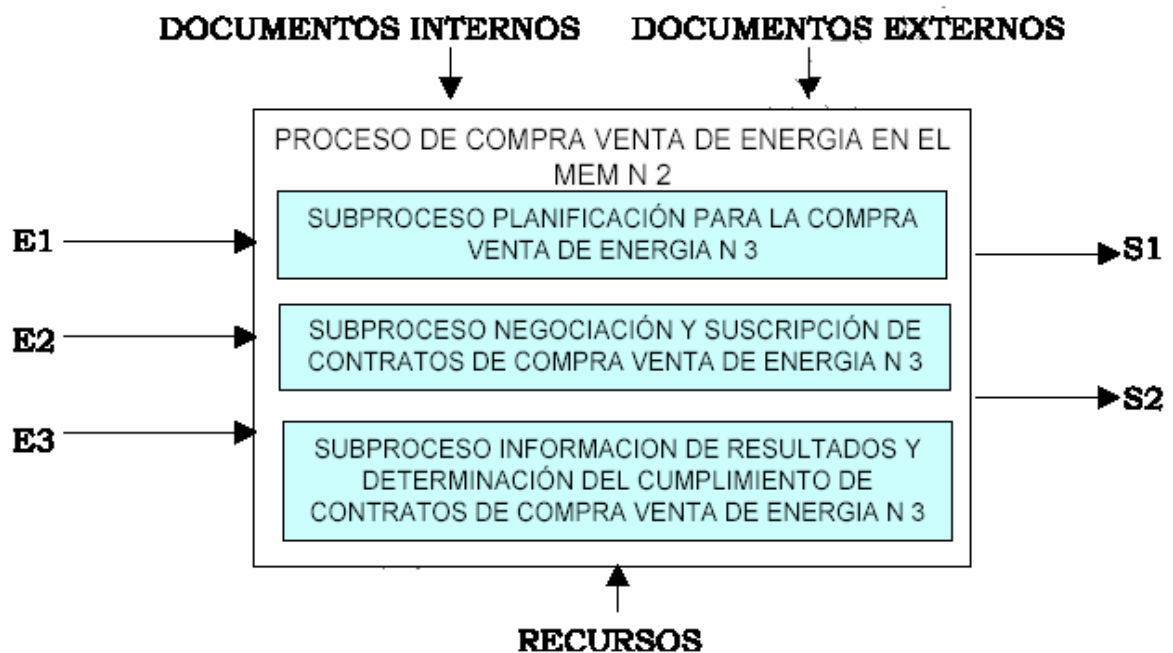 DOCUMENTOS INTERNOS
DOCUMENTOS EXTERNOS
PROCESO DE COMPRA VENTA DE ENERGIA EN EL
MEM N 2
SUBPROCESO PLANIFICACIÓN PARA LA COMPRA
VENTA DE ENERGIA N 3
E1
S1
SUBPROCESO NEGOCIACIÓN Y SUSCRIPCIÓN DE
CONTRATOS DE COMPRA VENTA DE ENERGIA N 3
E2
S2
E3
SUBPROCESO INFORMACION DE RESULTADOS Y
DETERMINACIÓN DEL CUMPLIMIENTO DE
CONTRATOS DE COMPRA VENTA DE ENERGIA N 3
RECURSOS